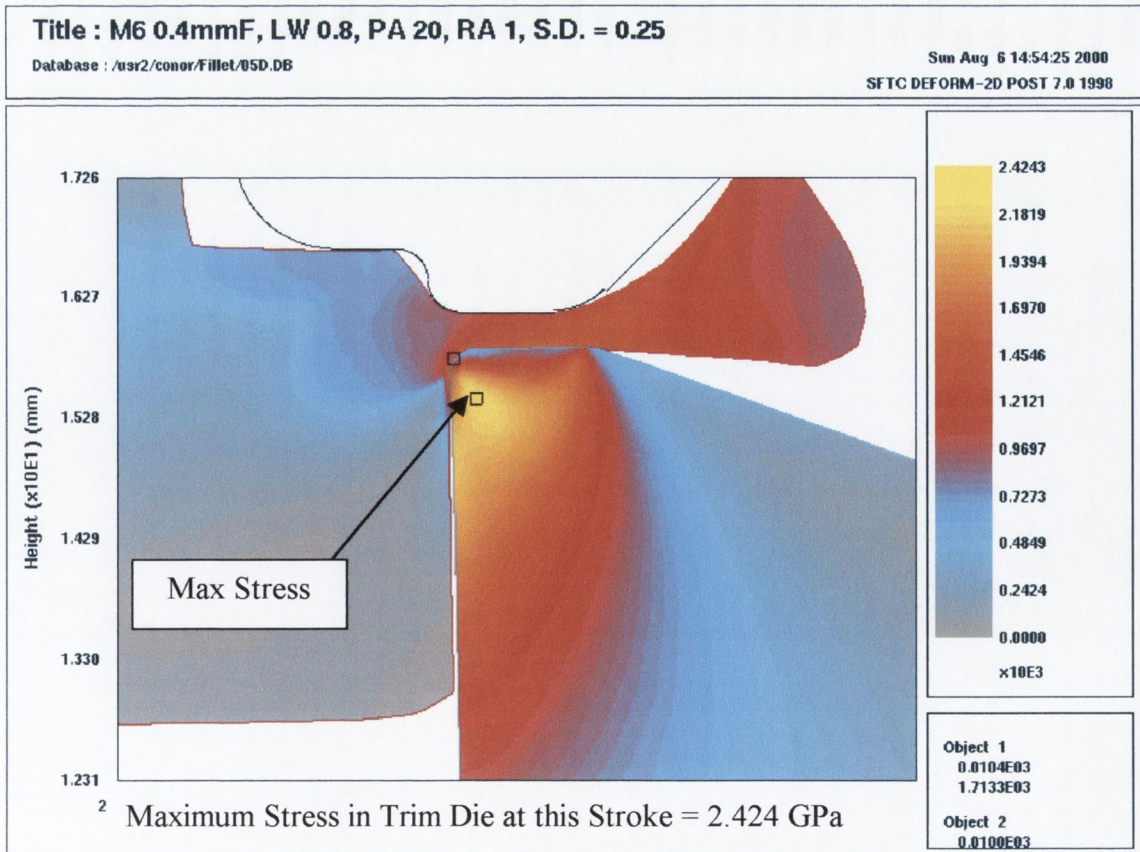 Title : M6 0.4mmF, LW 0.8, PA 20, RA 1, S.D. = 0.25
Database : /usr2/conor/Fillet/05D.DB
Sun Aug 6 14:54:25 2000
SFTC DEFORM-2D POST 7.0 1998
Height (x10E1) (mm)
1.726
1.627
1.528
1.429
1.330
1.231
Max Stress
2.4243
2.1819
1.9394
1.6970
1.4546
1.2121
0.9697
0.7273
0.4849
0.2424
0.0000
x10E3
Object 1
0.0104E03
1.7133E03
Object 2
0.0100E03
2
Maximum Stress in Trim Die at this Stroke = 2.424 GPa